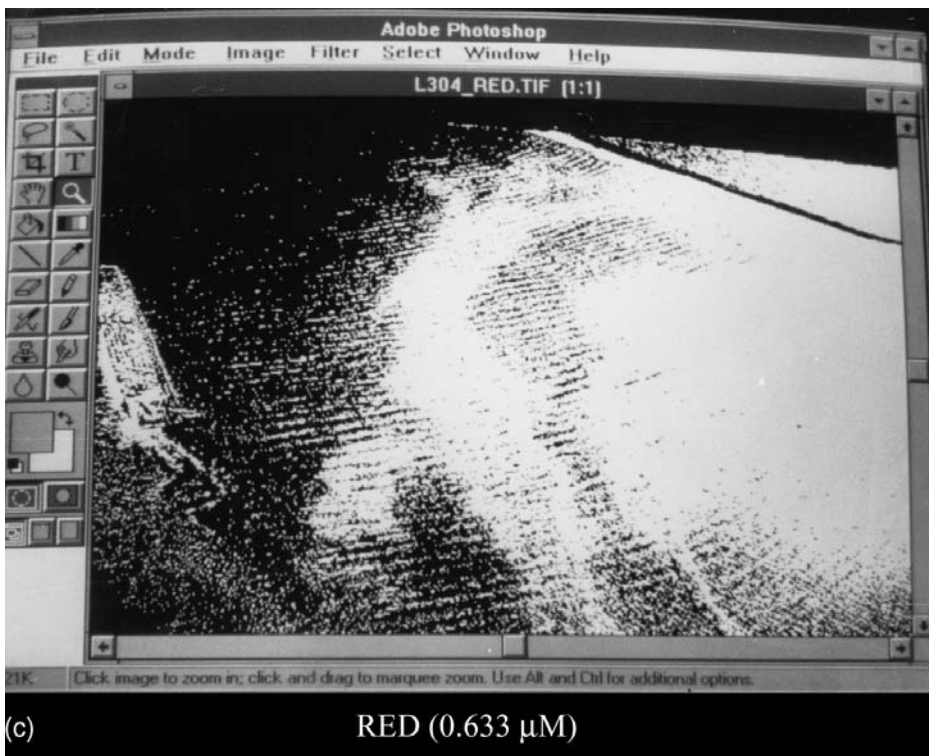 Adobe Photoshop
File Edit Mode Image Filter Select Window Help
L304_RED.TIF (1:1)
T
21K Click image to zoom in; click and drag to marquee zoom. Use Alt and Ctrl for additional options.
(c) RED (0.633 µM)